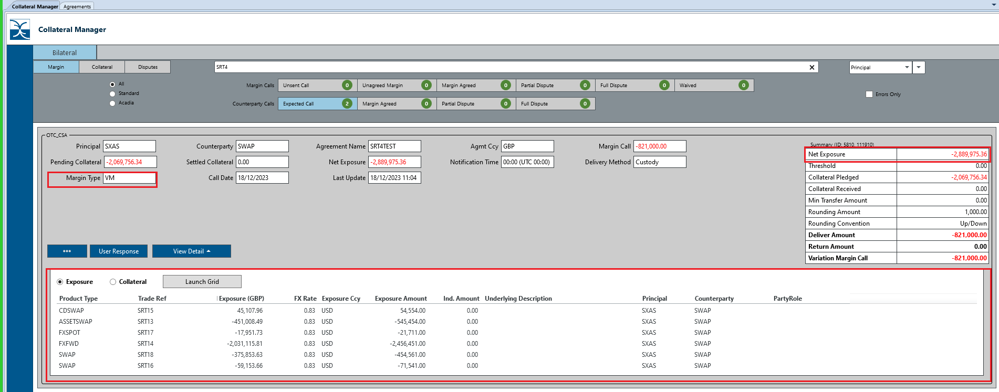 Collateral Manager Agreements
Collateral Manager
Bilateral
Margin Collateral Disputes SRT4 Principal
All Margin Calls Unsent Call 0 Unagreed Margin 0 Margin Agreed 0 Partial Dispute 0 Full Dispute 0 Waived 0
Standard Errors Only
Acadia Counterparty Calls Expected Call 2 Margin Agreed 0 Partial Dispute 0 Full Dispute 0
OTC_CSA
Principal SXAS Counterparty SWAP Agreement Name SRT4TEST Agmt Ccy GBP Margin Call -821,000.00
Pending Collateral -2,069,756.34 Settled Collateral 0.00 Net Exposure -2,889,975.36 Notification Time 00:00 (UTC 00:00) Delivery Method Custody
Margin Type VM Call Date 18/12/2023 Last Update 18/12/2023 11:04
Summary (ID: 5810, 111910)
Net Exposure -2,889,975.36
Threshold 0.00
Collateral Pledged -2,069,756.34
Collateral Received 0.00
Min Transfer Amount 0.00
Rounding Amount 1,000.00
Rounding Convention Up/Down
Deliver Amount -821,000.00
Return Amount 0.00
Variation Margin Call -821,000.00
••• User Response View Detail
Exposure Collateral Launch Grid
Product Type Trade Ref Exposure (GBP) FX Rate Exposure Ccy Exposure Amount Ind. Amount Underlying Description Principal Counterparty PartyRole
CDSWAP SRT15 45,107.96 0.83 USD 54,554.00 0.00 SXAS SWAP
ASSETSWAP SRT13 -451,008.49 0.83 USD -545,454.00 0.00 SXAS SWAP
FXSPOT SRT17 -17,951.73 0.83 USD -21,711.00 0.00 SXAS SWAP
FXFWD SRT14 -2,031,115.81 0.83 USD -2,456,451.00 0.00 SXAS SWAP
SWAP SRT18 -375,853.63 0.83 USD -454,561.00 0.00 SXAS SWAP
SWAP SRT16 -59,153.66 0.83 USD -71,541.00 0.00 SXAS SWAP